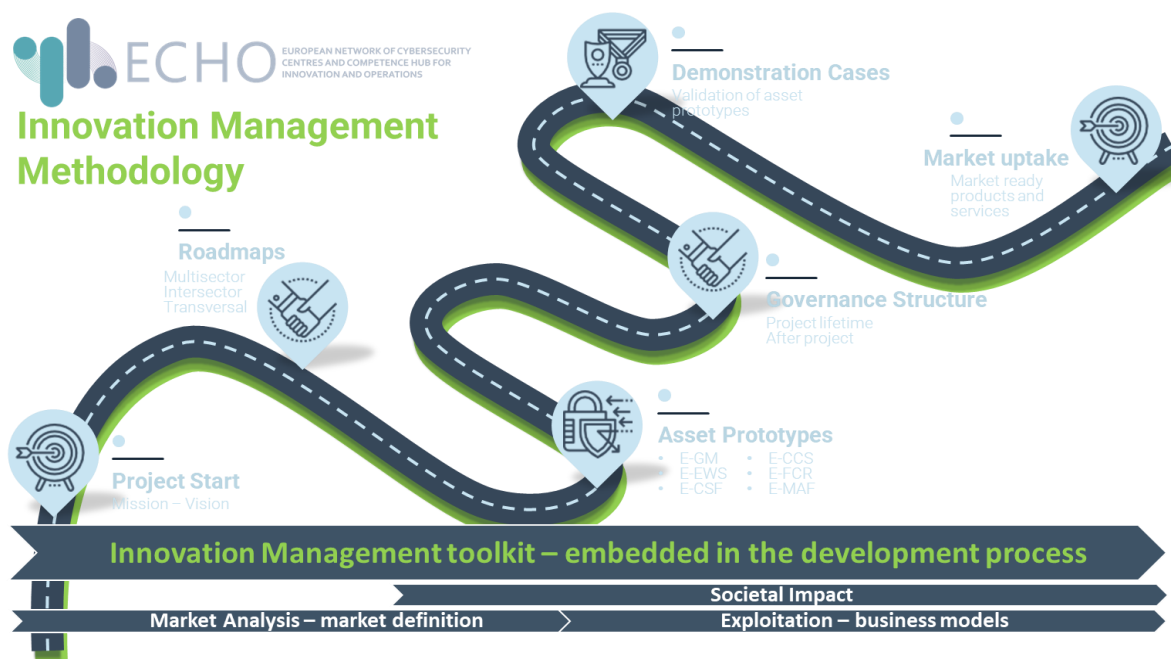 ECHO
EUROPEAN NETWORK OF CYBERSECURITY
CENTRES AND COMPETENCE HUB FOR
INNOVATION AND OPERATIONS
Innovation Management
Methodology
Demonstration Cases
Validation of asset
prototypes
Market uptake
Market ready
products and
services
Roadmaps
Multisector
Intersector
Transversal
Governance Structure
Project lifetime
After project
Asset Prototypes
• E-GM
• E-EWS
• E-CSF
• E-CCS
• E-FCR
• E-MAF
Project Start
Mission – Vision
Innovation Management toolkit – embedded in the development process
Societal Impact
Market Analysis – market definition
Exploitation – business models